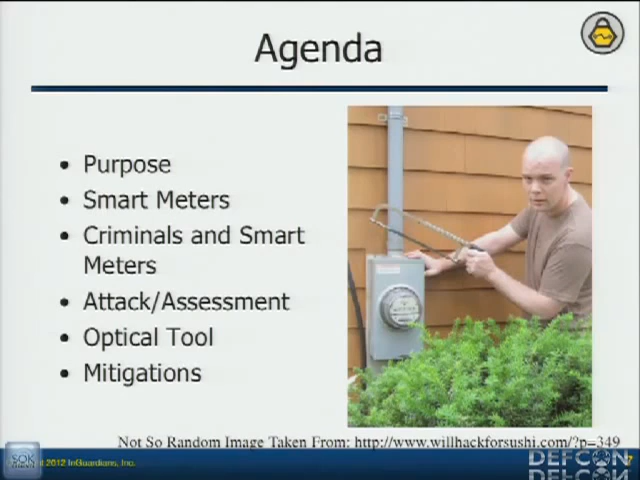 Agenda
• Purpose
• Smart Meters
• Criminals and Smart
Meters
• Attack/Assessment
• Optical Tool
• Mitigations
Not So Random Image Taken From: http://www.willhackforsushi.com/?p=349
2012 InGuardians, Inc.
7
DEFCON